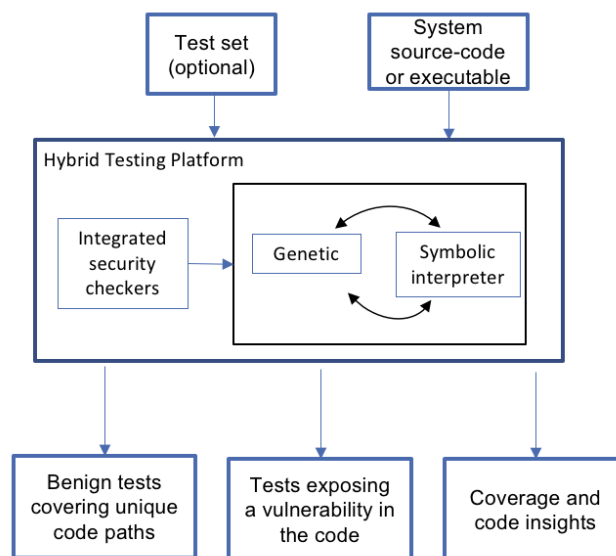 Test set
(optional)
System
source-code
or executable
Hybrid Testing Platform
Integrated
security
checkers
Genetic
Symbolic
interpreter
Benign tests
covering unique
code paths
Tests exposing
a vulnerability in
the code
Coverage and
code insights